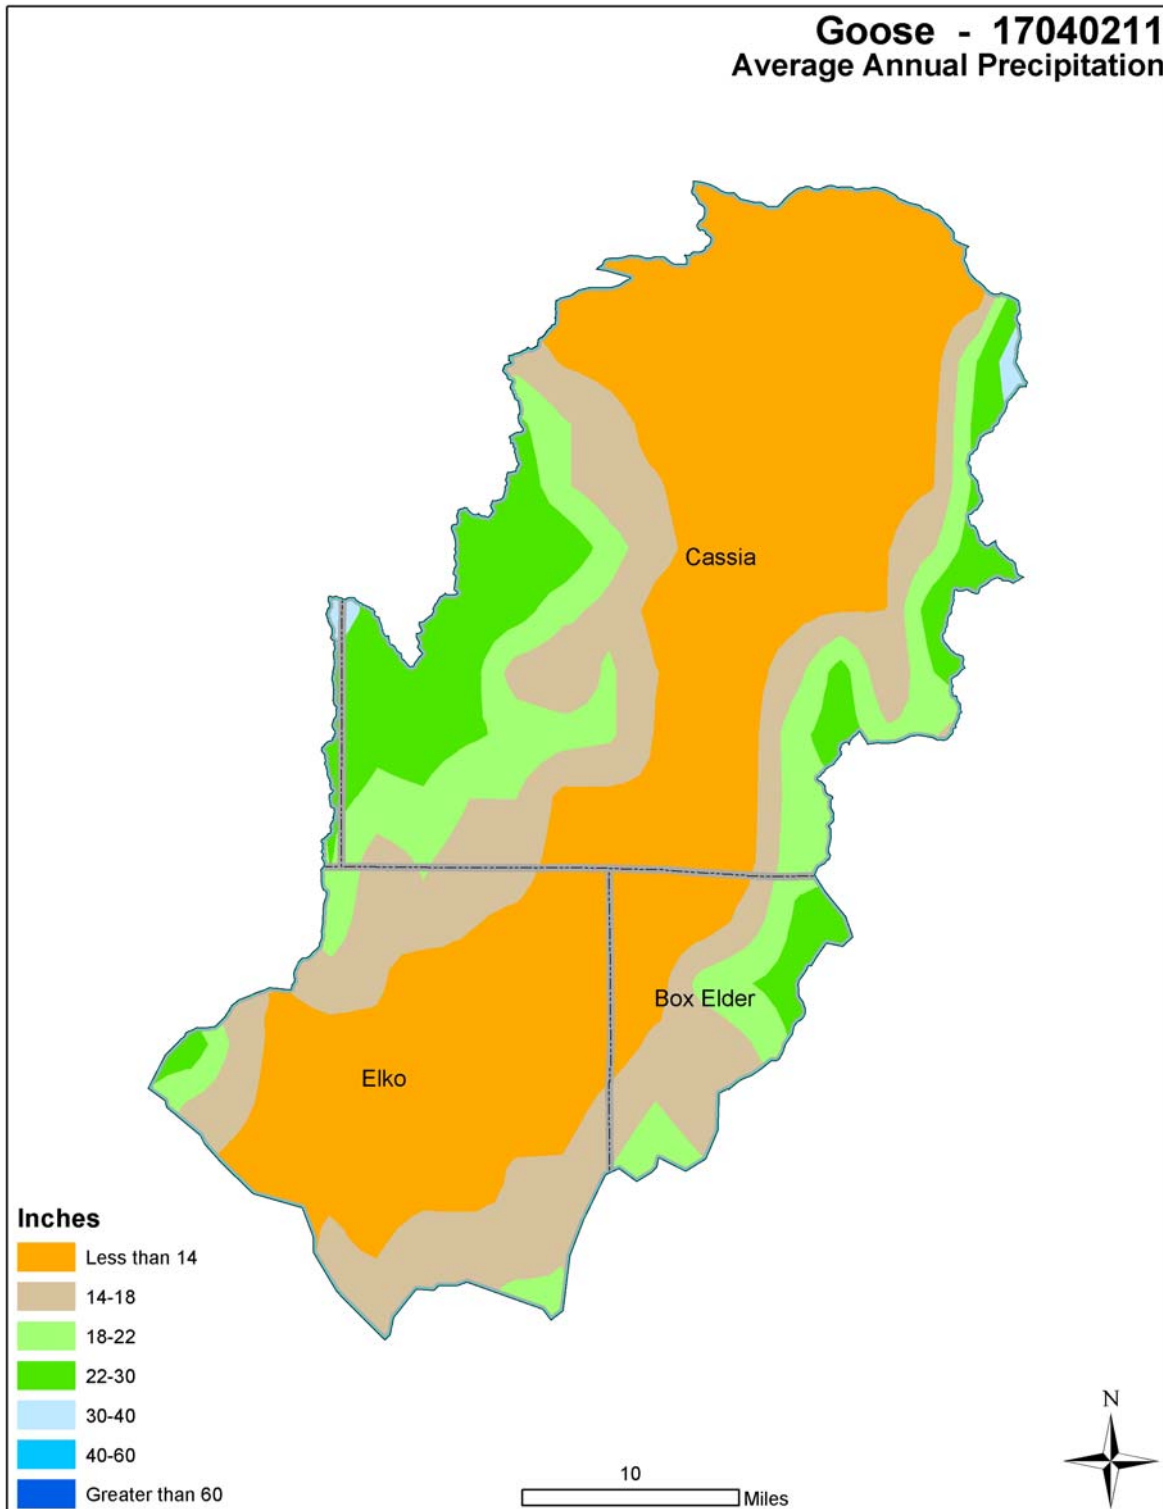 Goose - 17040211
Average Annual Precipitation
Cassia
Box Elder
Elko
Inches
Less than 14
14-18
18-22
22-30
30-40
40-60
Greater than 60
10
Miles
N